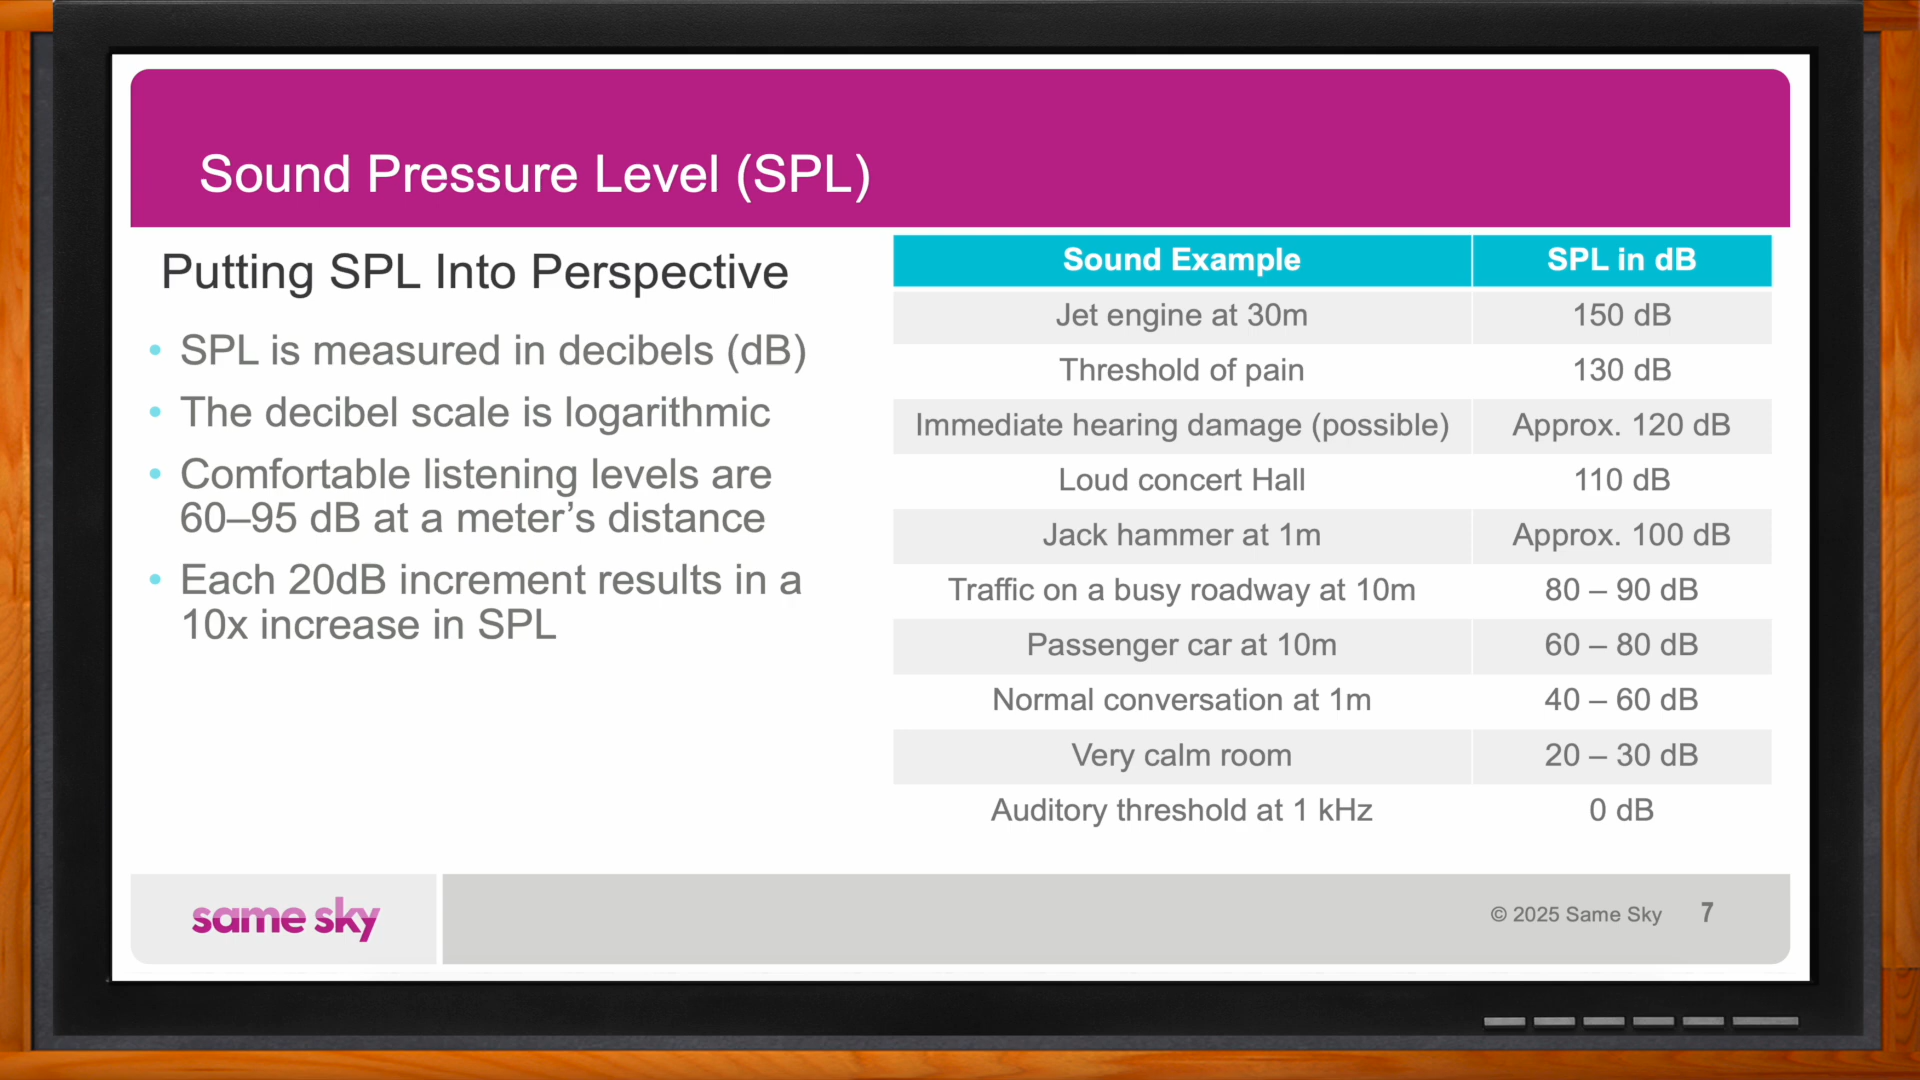 Sound Pressure Level (SPL)
Putting SPL Into Perspective
• SPL is measured in decibels (dB)
• The decibel scale is logarithmic
• Comfortable listening levels are
60–95 dB at a meter’s distance
• Each 20dB increment results in a
10x increase in SPL
Sound Example SPL in dB
Jet engine at 30m 150 dB
Threshold of pain 130 dB
Immediate hearing damage (possible) Approx. 120 dB
Loud concert Hall 110 dB
Jack hammer at 1m Approx. 100 dB
Traffic on a busy roadway at 10m 80 – 90 dB
Passenger car at 10m 60 – 80 dB
Normal conversation at 1m 40 – 60 dB
Very calm room 20 – 30 dB
Auditory threshold at 1 kHz 0 dB
same sky
© 2025 Same Sky 7